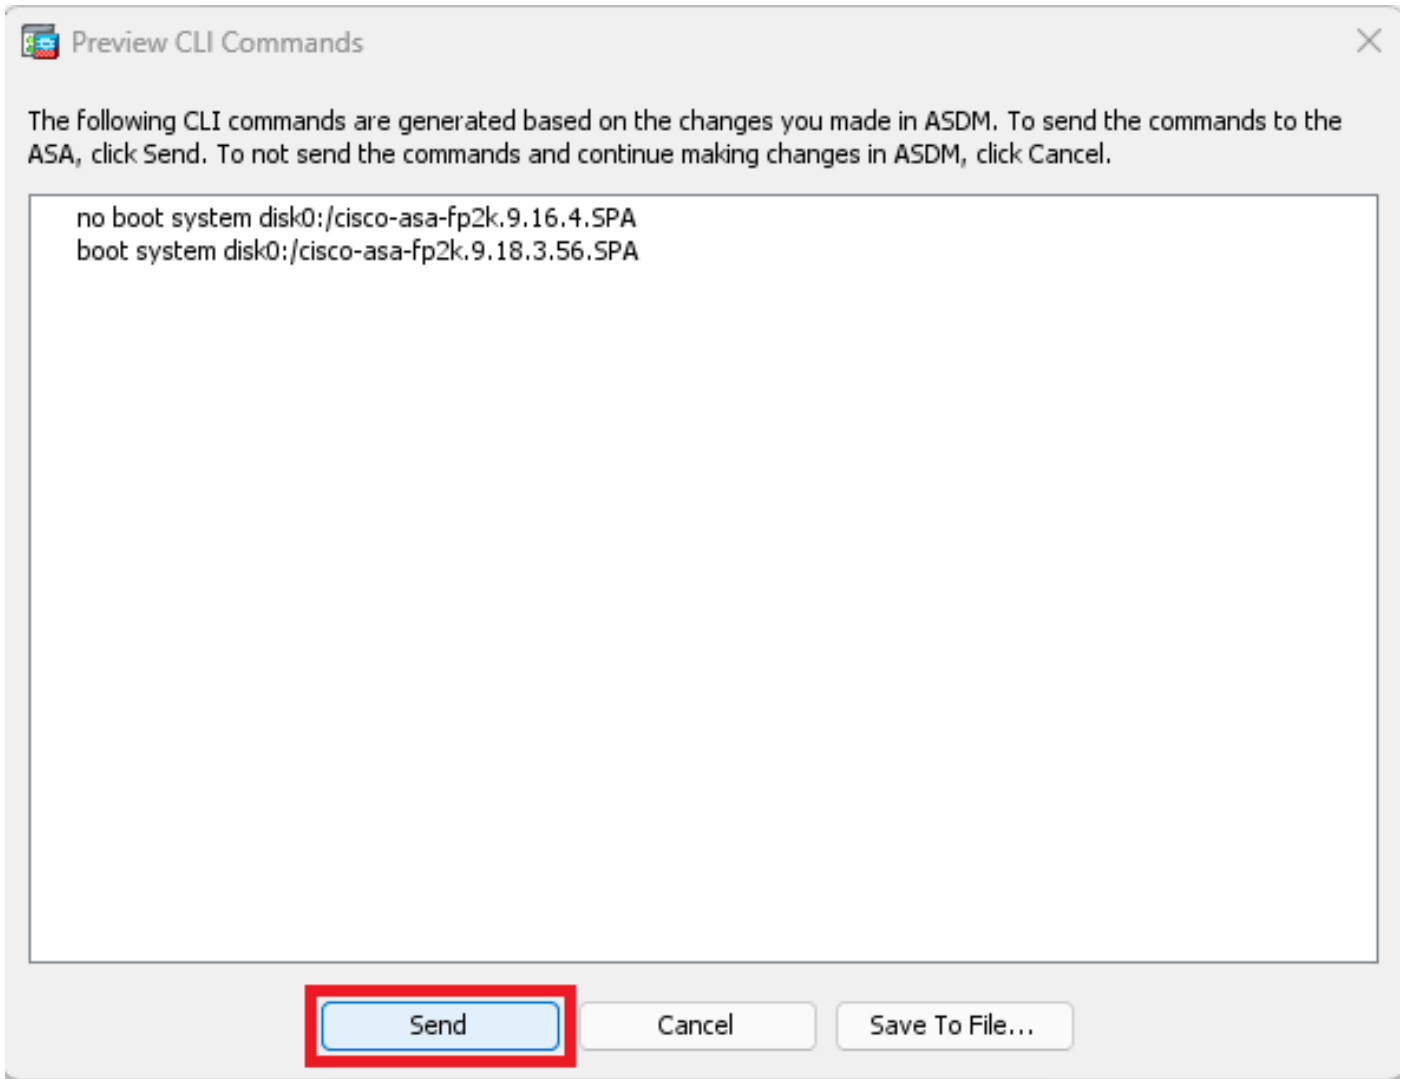 Preview CLI Commands
The following CLI commands are generated based on the changes you made in ASDM. To send the commands to the
ASA, click Send. To not send the commands and continue making changes in ASDM, click Cancel.
no boot system disk0:/cisco-asa-fp2k.9.16.4.SPA
boot system disk0:/cisco-asa-fp2k.9.18.3.56.SPA
Send Cancel Save To File...